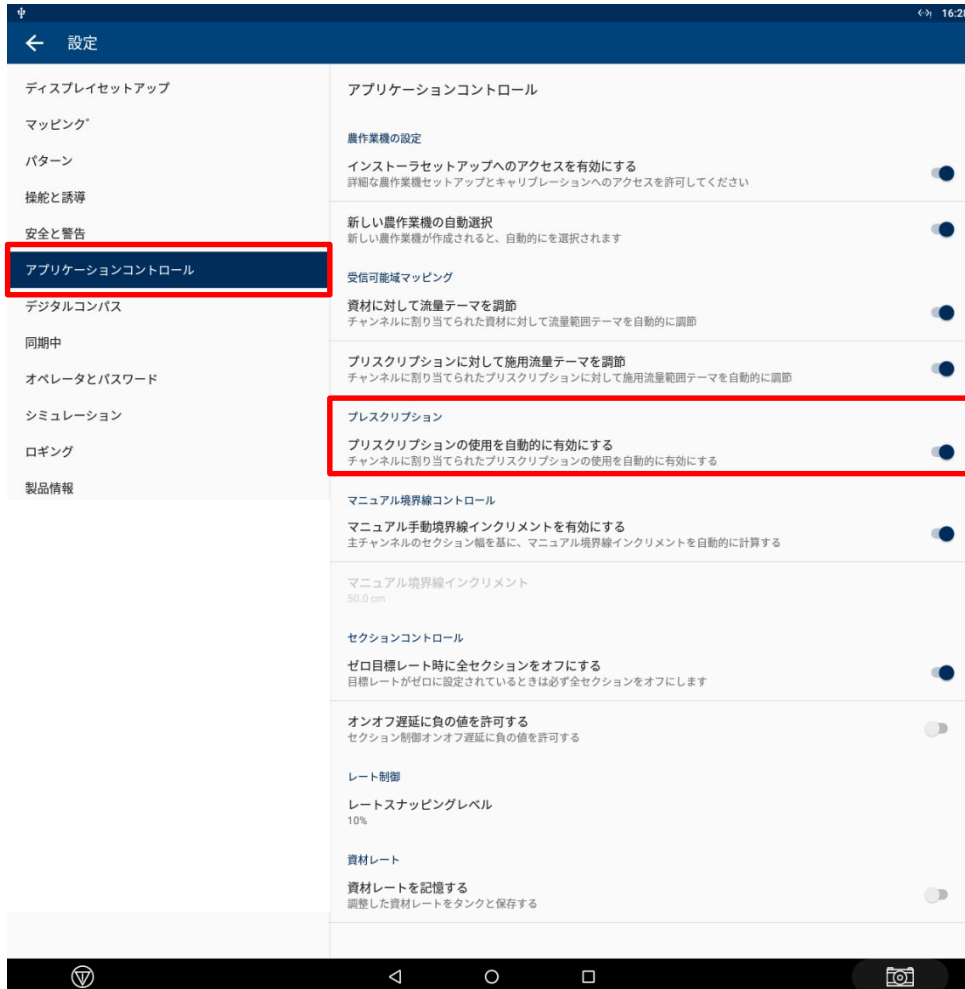 16:28
設定
ディスプレイセットアップ
マッピング
パターン
操舵と誘導
安全と警告
アプリケーションコントロール
デジタルコンパス
同期中
オペレータとパスワード
シミュレーション
ロギング
製品情報
アプリケーションコントロール
農作業機の設定
インストーラセットアップへのアクセスを有効にする
詳細な農作業機セットアップとキャリブレーションへのアクセスを許可してください
新しい農作業機の自動選択
新しい農作業機が作成されると、自動的にを選択されます
受信可能域マッピング
資材に対して流量テーマを調節
チャンネルに割り当てられた資材に対して流量範囲テーマを自動的に調節
プリスクリプションに対して施用流量テーマを調節
チャンネルに割り当てられたプリスクリプションに対して施用流量範囲テーマを自動的に調節
プレスクリプション
プリスクリプションの使用を自動的に有効にする
チャンネルに割り当てられたプリスクリプションの使用を自動的に有効にする
マニュアル境界線コントロール
マニュアル手動境界線インクリメントを有効にする
主チャンネルのセクション幅を基に、マニュアル境界線インクリメントを自動的に計算する
マニュアル境界線インクリメント
50.0 cm
セクションコントロール
ゼロ目標レート時に全セクションをオフにする
目標レートがゼロに設定されているときは必ず全セクションをオフにします
オンオフ遅延に負の値を許可する
セクション制御オンオフ遅延に負の値を許可する
レート制御
レートスナッピングレベル
10%
資材レート
資材レートを記憶する
調整した資材レートをタンクと保存する